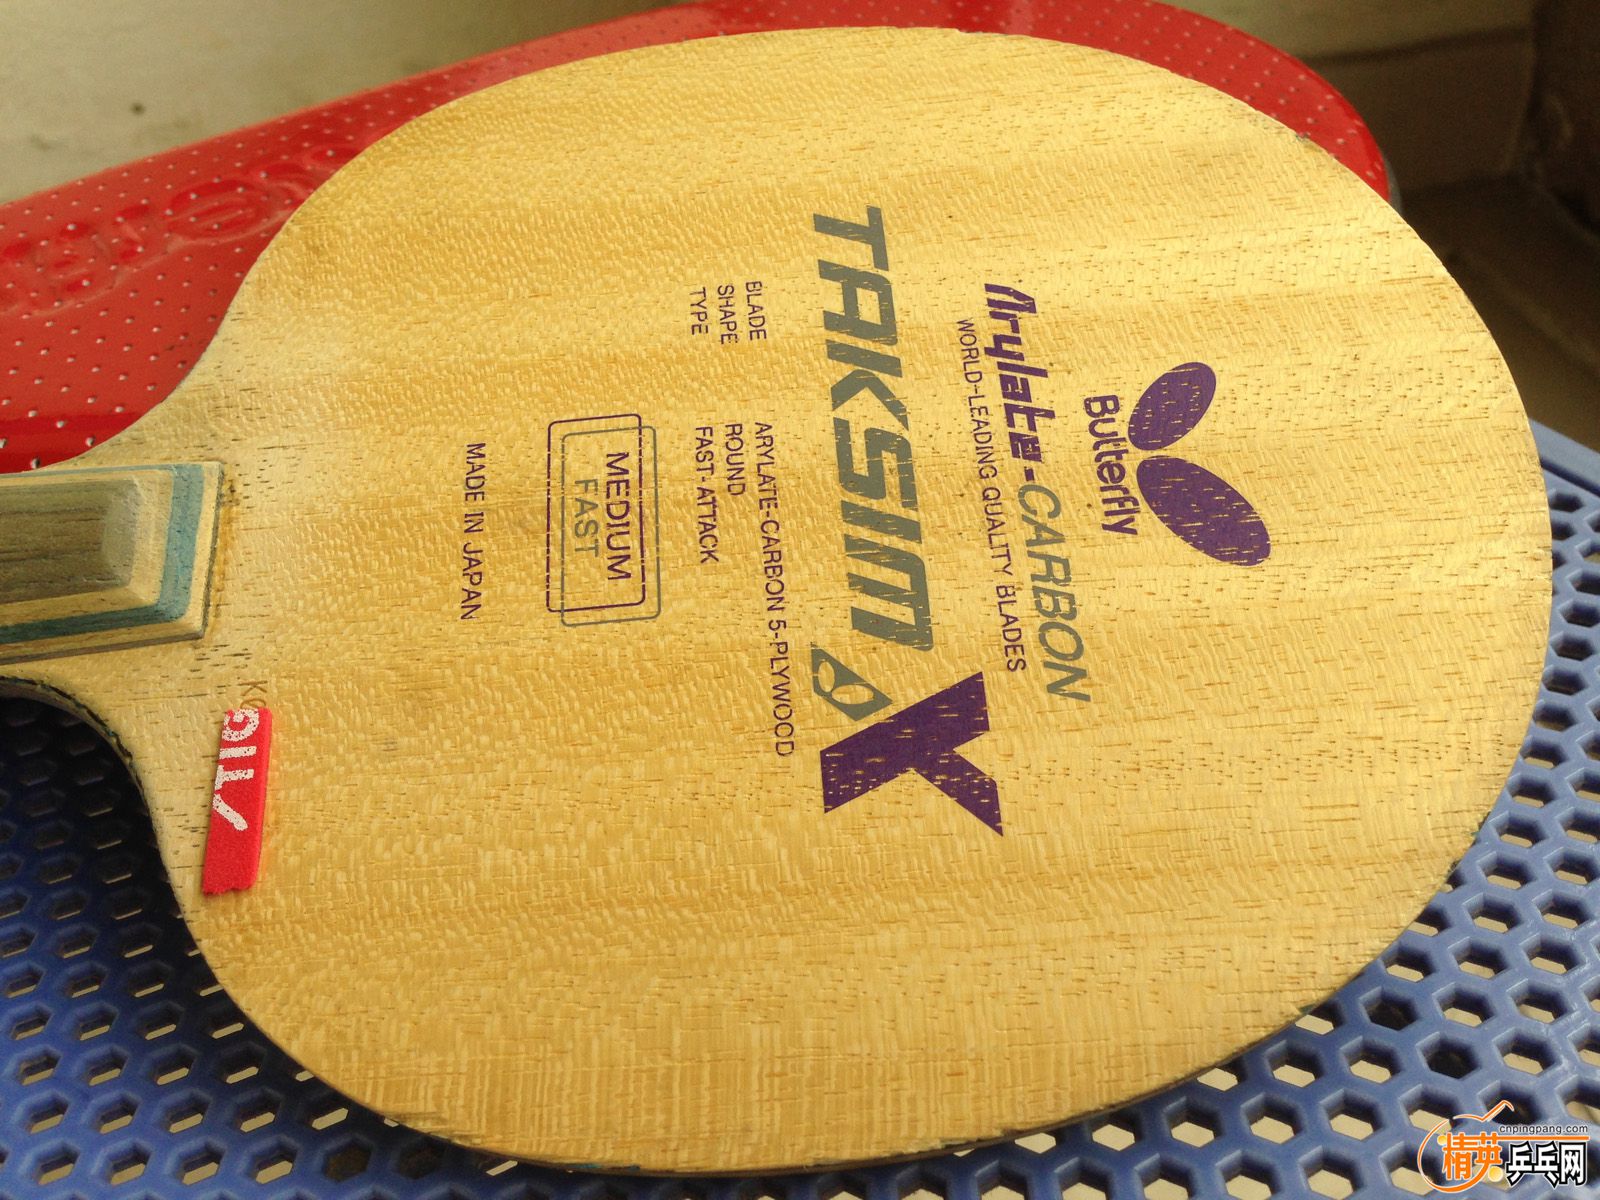 Butterfly
Arylate-CARBON
WORLD-LEADING QUALITY BLADES
TAKSIM X
BLADE ARYLATE-CARBON 5-PLYWOOD
SHAPE ROUND
TYPE FAST-ATTACK
MEDIUM
FAST
MADE IN JAPAN
cnpingpang.com
精英乒乓网